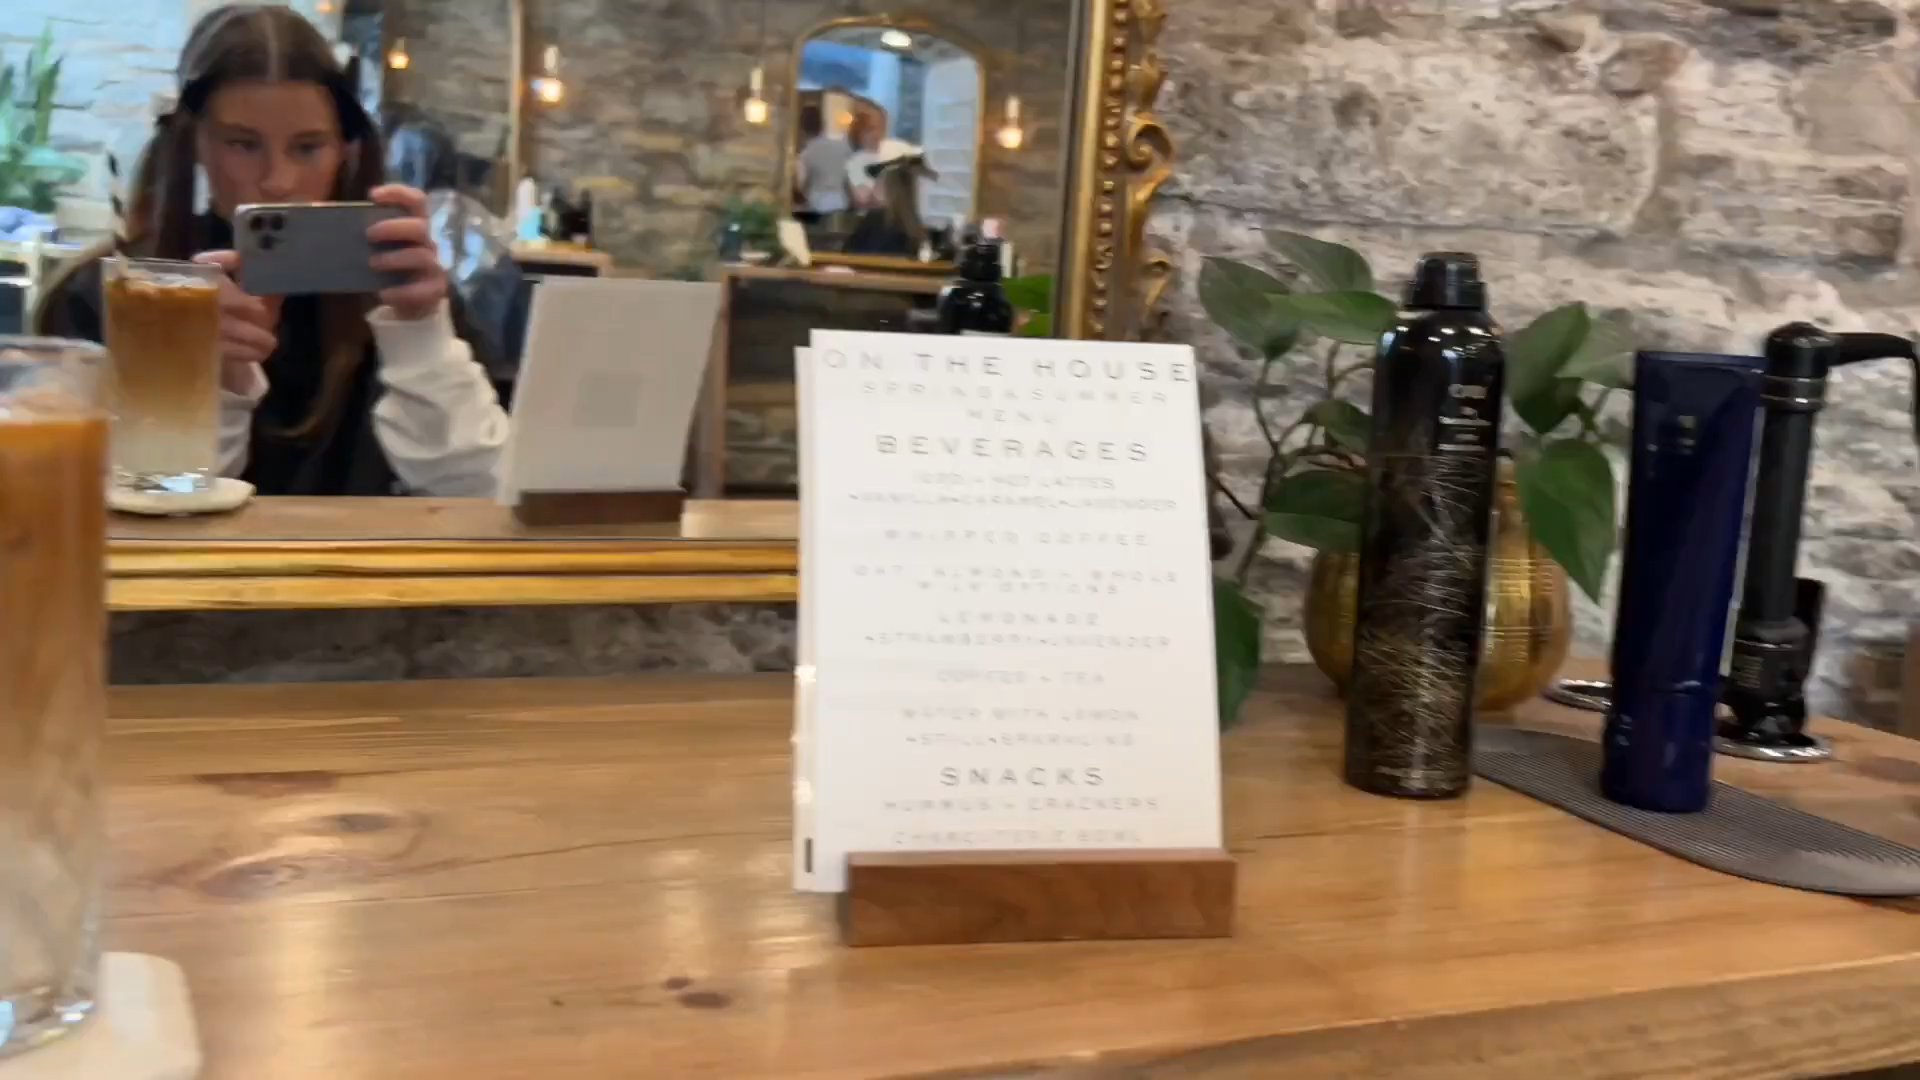 ON THE HOUSE
SPRING & SUMMER
MENU
BEVERAGES
ICED + HOT LATTES
•VANILLA•CARAMEL•LAVENDER
WHIPPED COFFEE
OAT, ALMOND + WHOLE
MILK OPTIONS
LEMONADE
•STRAWBERRY•LAVENDER
COFFEE + TEA
WATER WITH LEMON
•STILL•SPARKLING
SNACKS
HUMMUS + CRACKERS
CHARCUTERIE BOWL